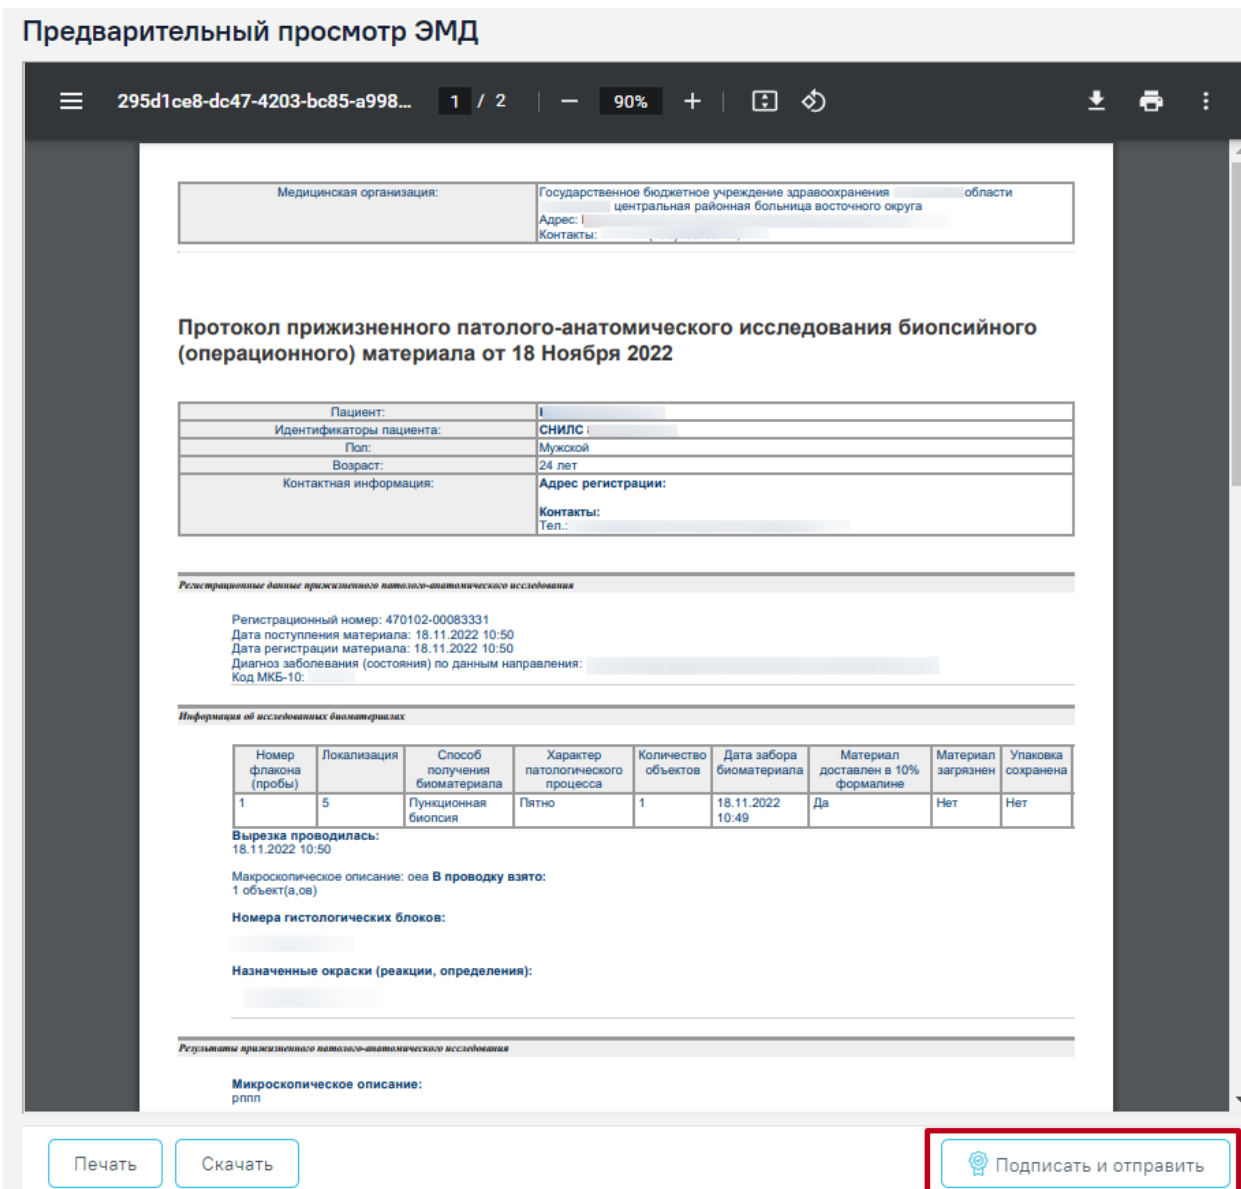 Предварительный просмотр ЭМД
295d1ce8-dc47-4203-bc85-a998... 1 / 2 90%
Медицинская организация: Государственное бюджетное учреждение здравоохранения области
центральная районная больница восточного округа
Адрес:
Контакты:
Протокол прижизненного патолого-анатомического исследования биопсийного
(операционного) материала от 18 Ноября 2022
Пациент:
Идентификаторы пациента: СНИЛС
Пол: Мужской
Возраст: 24 лет
Контактная информация: Адрес регистрации:
Контакты:
Тел.:
Регистрационные данные прижизненного патолого-анатомического исследования
Регистрационный номер: 470102-00083331
Дата поступления материала: 18.11.2022 10:50
Дата регистрации материала: 18.11.2022 10:50
Диагноз заболевания (состояния) по данным направления:
Код МКБ-10:
Информация об исследованных биоматериалах
Номер Локализация Способ Характер Количество Дата забора Материал Материал Упаковка
флакона получения патологического объектов биоматериала доставлен в 10% загрязнен сохранена
(пробы) биоматериала процесса формалине
1 5 Пункционная Пятно 1 18.11.2022 Да Нет Нет
биопсия 10:49
Вырезка проводилась:
18.11.2022 10:50
Макроскопическое описание: оеа В проводку взято:
1 объект(а,ов)
Номера гистологических блоков:
Назначенные окраски (реакции, определения):
Результаты прижизненного патолого-анатомического исследования
Микроскопическое описание:
рппп
Печать Скачать Подписать и отправить